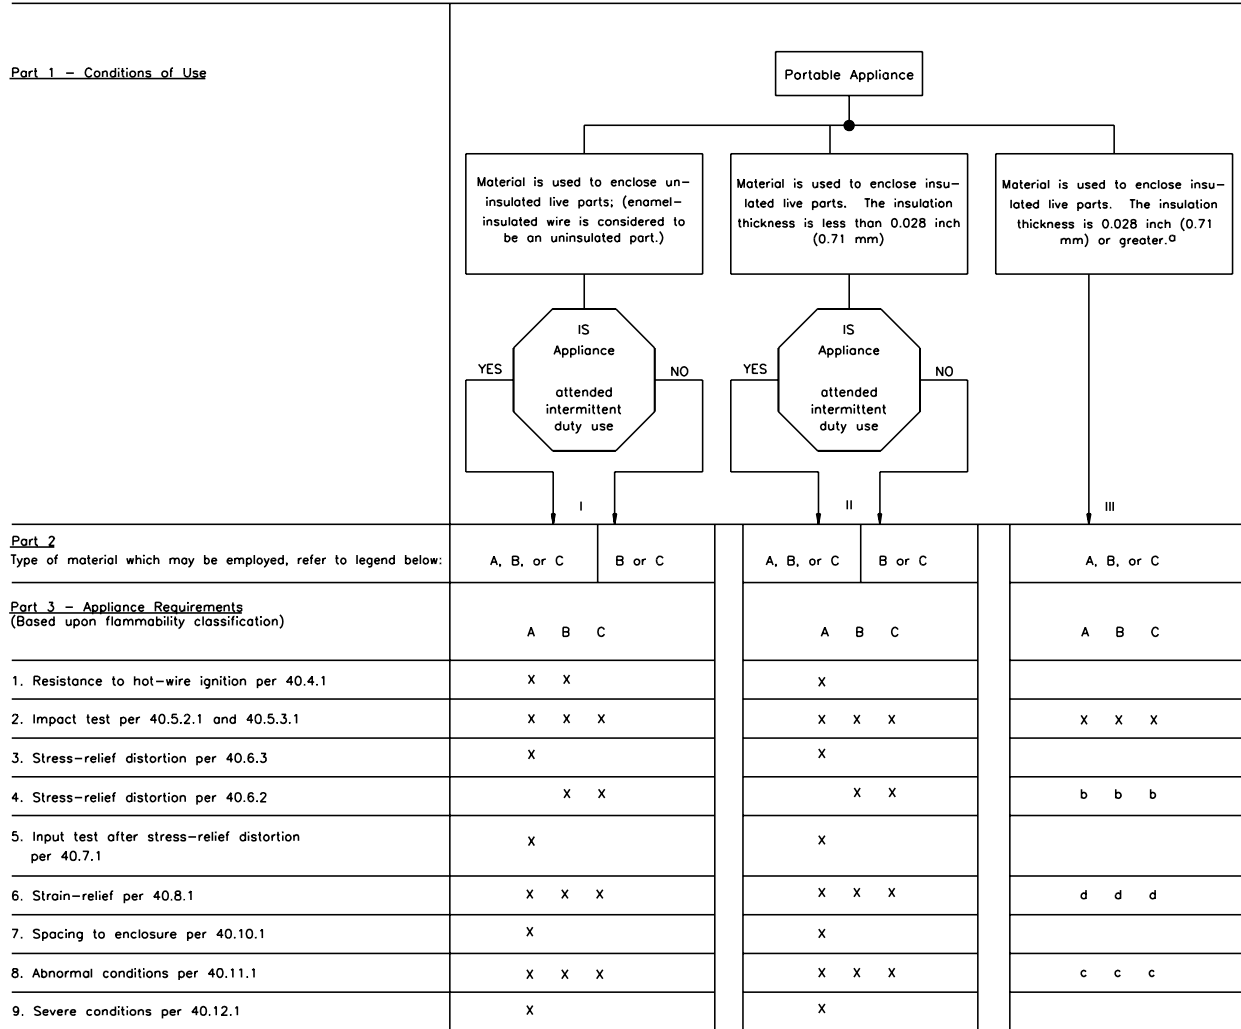 Part 1 – Conditions of Use
Portable Appliance
Material is used to enclose un–
insulated live parts; (enamel–
insulated wire is considered to
be an uninsulated part.)
Material is used to enclose insu–
lated live parts. The insulation
thickness is less than 0.028 inch
(0.71 mm)
Material is used to enclose insu–
lated live parts. The insulation
thickness is 0.028 inch (0.71
mm) or greater.a
IS
Appliance
attended
intermittent
duty use
YES
NO
IS
Appliance
attended
intermittent
duty use
YES
NO
I
II
III
Part 2
Type of material which may be employed, refer to legend below:
A, B, or C
B or C
A, B, or C
B or C
A, B, or C
Part 3 – Appliance Requirements
(Based upon flammability classification)
A B C
A B C
A B C
1. Resistance to hot–wire ignition per 40.4.1
X X
X
2. Impact test per 40.5.2.1 and 40.5.3.1
X X X
X X X
X X X
3. Stress–relief distortion per 40.6.3
X
X
4. Stress–relief distortion per 40.6.2
X X
X X
b b b
5. Input test after stress–relief distortion
per 40.7.1
X
X
6. Strain–relief per 40.8.1
X X X
X X X
d d d
7. Spacing to enclosure per 40.10.1
X
X
8. Abnormal conditions per 40.11.1
X X X
X X X
c c c
9. Severe conditions per 40.12.1
X
X